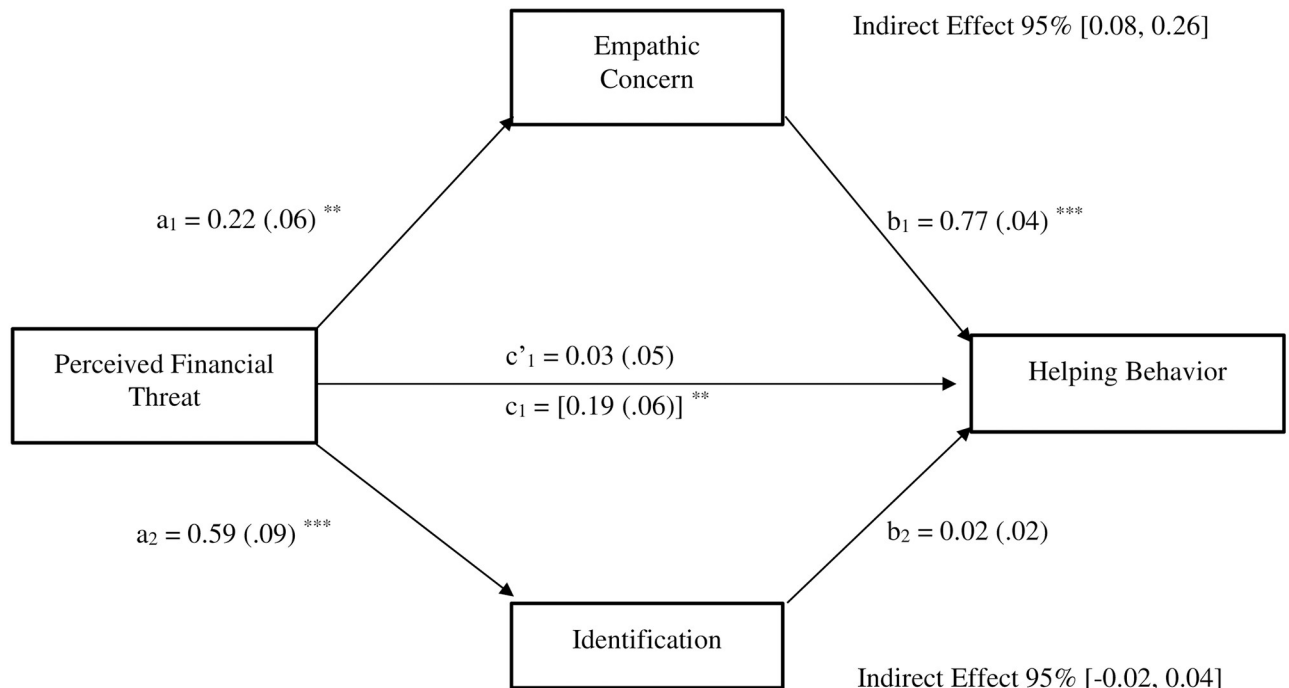 Empathic
Concern
Indirect Effect 95% [0.08, 0.26]
a₁ = 0.22 (.06) **
b₁ = 0.77 (.04) ***
Perceived Financial
Threat
c’₁ = 0.03 (.05)
c₁ = [0.19 (.06)] **
Helping Behavior
a₂ = 0.59 (.09) ***
b₂ = 0.02 (.02)
Identification
Indirect Effect 95% [-0.02, 0.04]